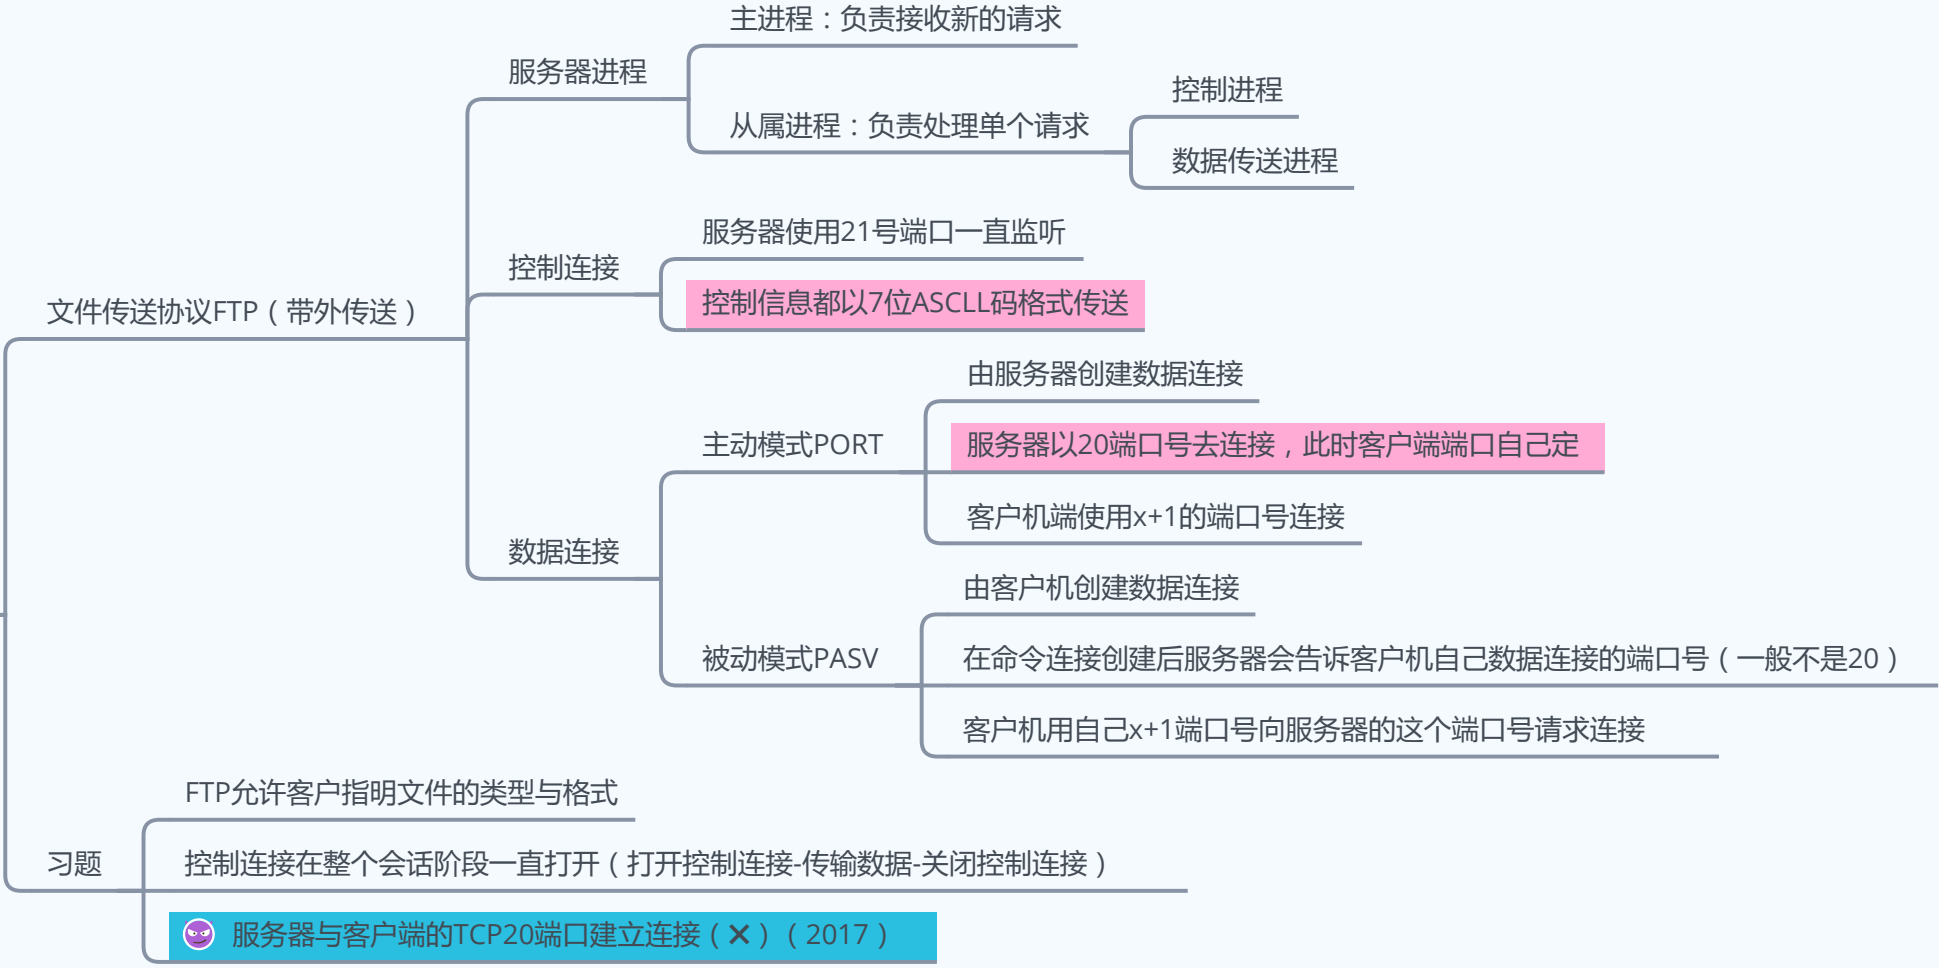 主进程：负责接收新的请求
服务器进程
控制进程
从属进程：负责处理单个请求
数据传送进程
服务器使用21号端口一直监听
控制连接
控制信息都以7位ASCLL码格式传送
文件传送协议FTP（带外传送）
由服务器创建数据连接
主动模式PORT
服务器以20端口号去连接，此时客户端端口自己定
客户机端使用x+1的端口号连接
数据连接
由客户机创建数据连接
被动模式PASV
在命令连接创建后服务器会告诉客户机自己数据连接的端口号（一般不是20）
客户机用自己x+1端口号向服务器的这个端口号请求连接
FTP允许客户指明文件的类型与格式
习题
控制连接在整个会话阶段一直打开（打开控制连接-传输数据-关闭控制连接）
服务器与客户端的TCP20端口建立连接（❌）（2017）